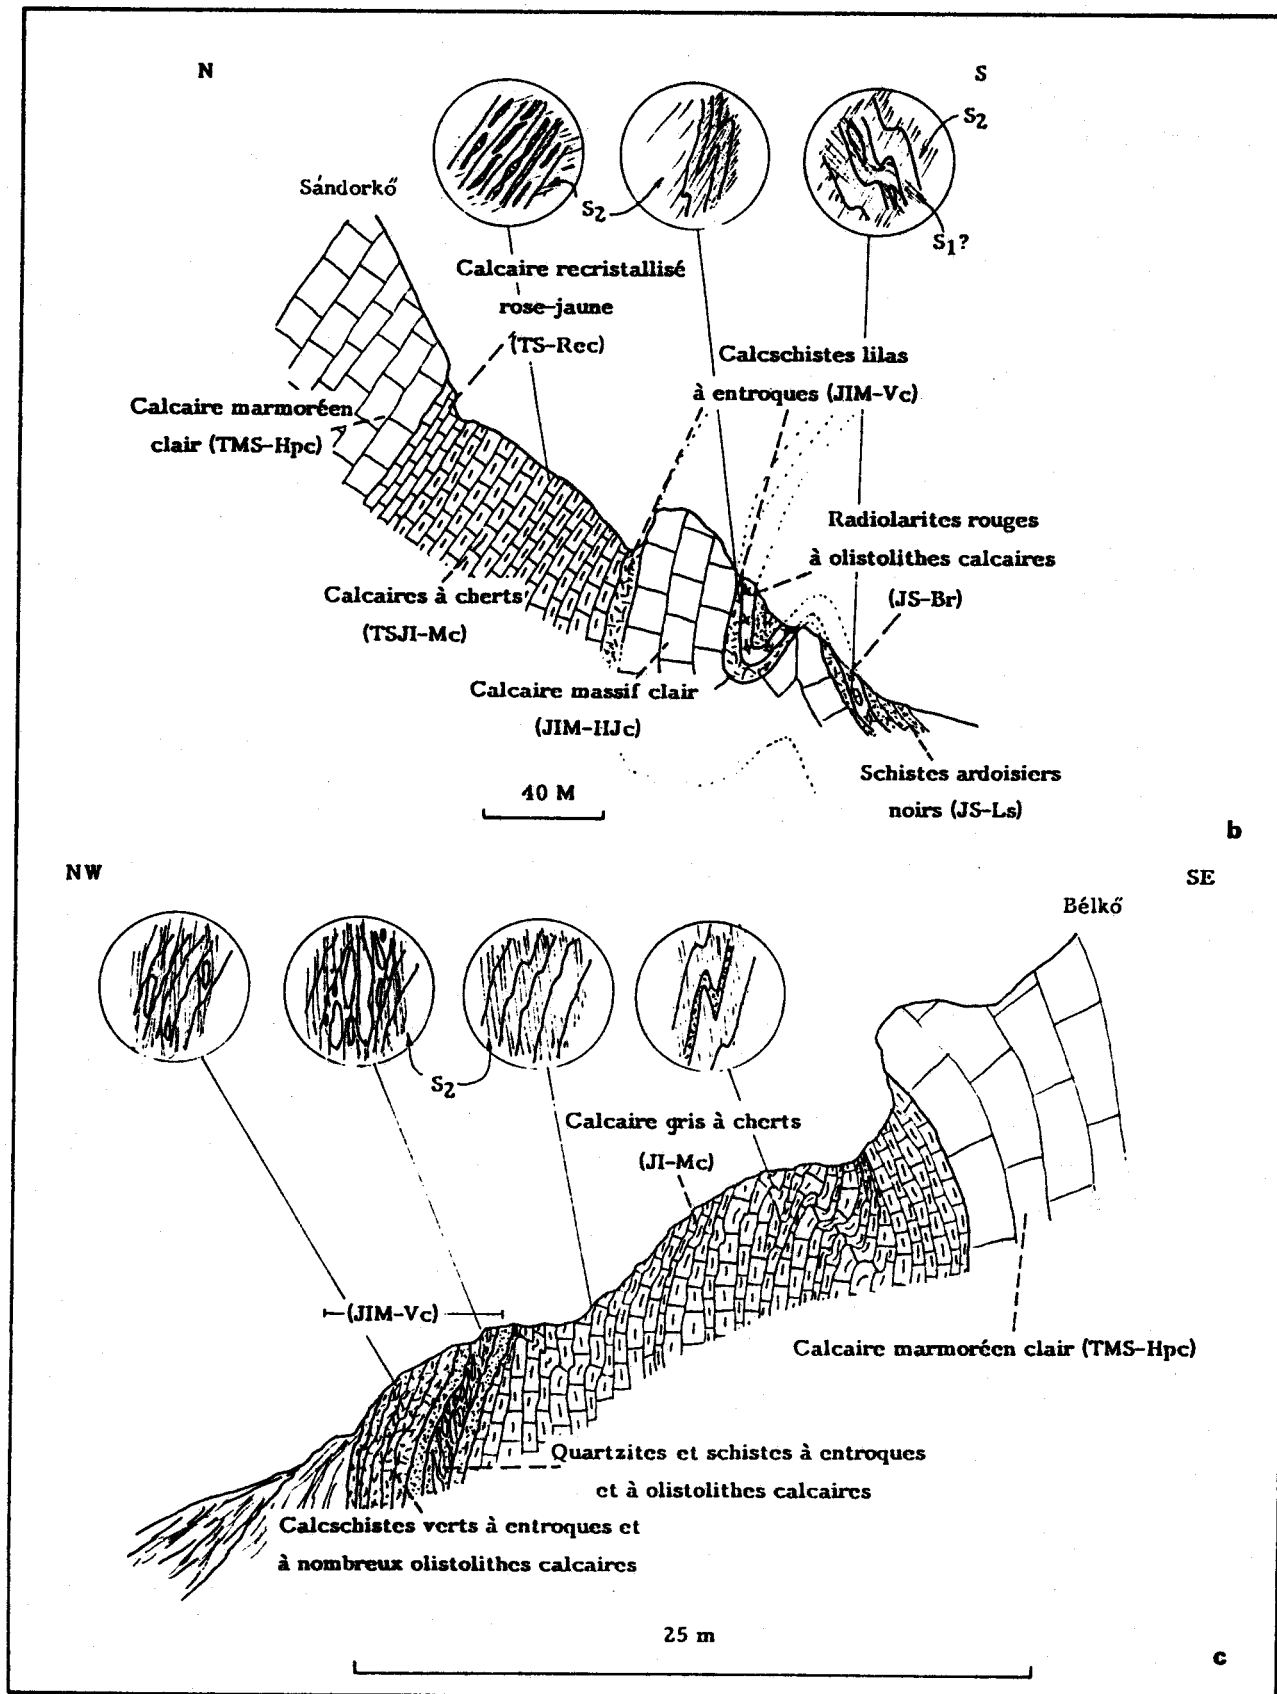 N
S
S2
Sándorkő
S2
S1?
Calcaire recristallisé
rose-jaune
(TS-Rec)
Calcschistes lilas
à entroques (JIM-Vc)
Calcaire marmoréen
clair (TMS-Hpc)
Radiolarites rouges
à olistolithes calcaires
(JS-Br)
Calcaires à cherts
(TSJI-Mc)
Calcaire massif clair
(JIM-HJc)
Schistes ardoisiers
noirs (JS-Ls)
40 M
b
NW
SE
Bélkő
S2
Calcaire gris à cherts
(JI-Mc)
(JIM-Vc)
Calcaire marmoréen clair (TMS-Hpc)
Quartzites et schistes à entroques
et à olistolithes calcaires
Calcschistes verts à entroques et
à nombreux olistolithes calcaires
25 m
c